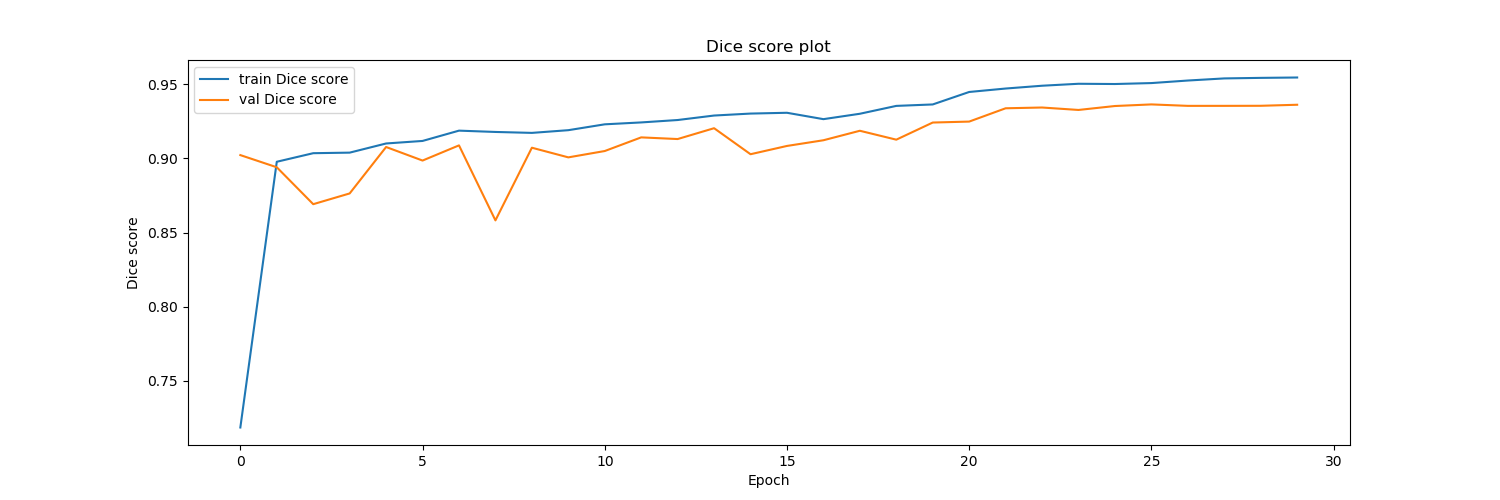 Dice score plot
train Dice score
val Dice score
0.95
0.90
0.85
0.80
0.75
Dice score
0 5 10 15 20 25 30
Epoch